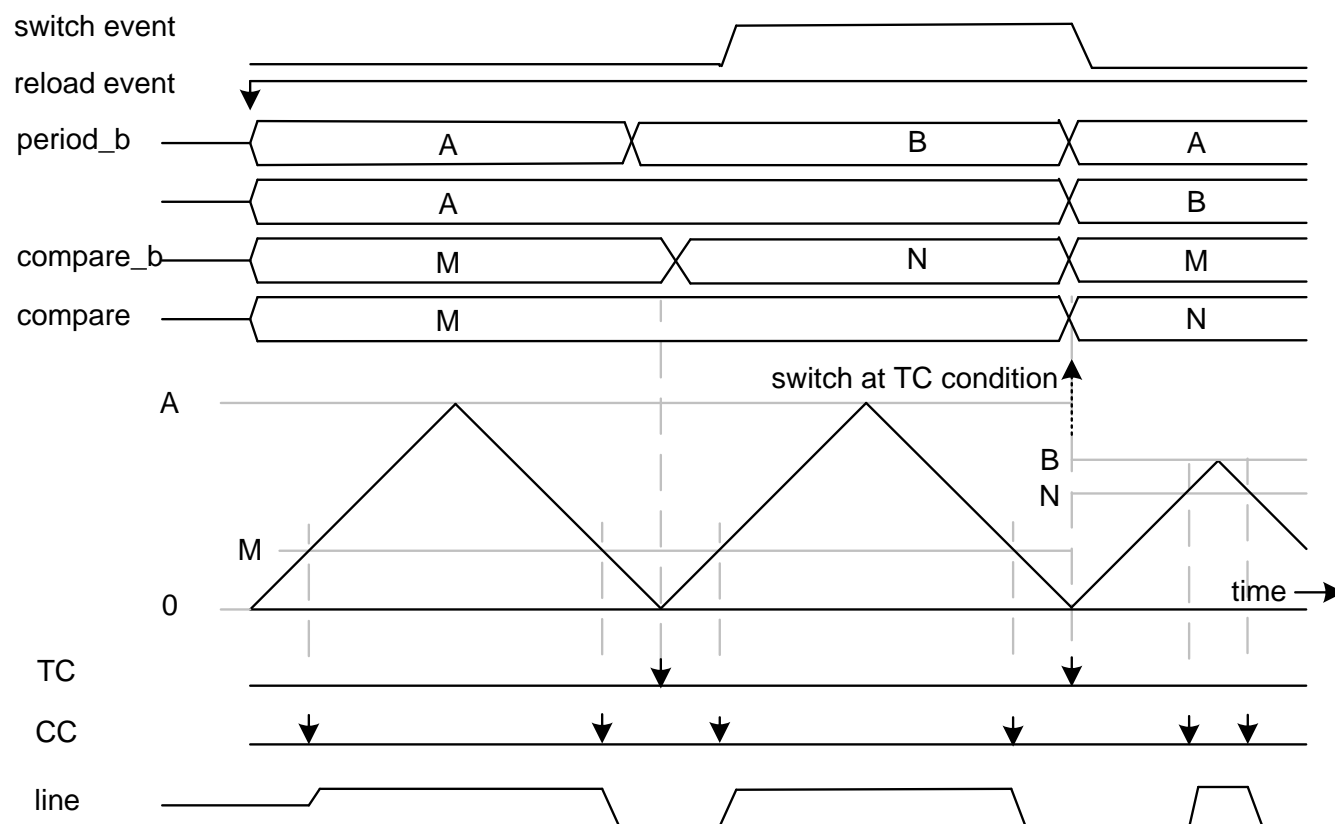 switch event
reload event
period_b A B A
A B
compare_b M N M
compare M N
switch at TC condition
A
B
N
M
0 time
TC
CC
line